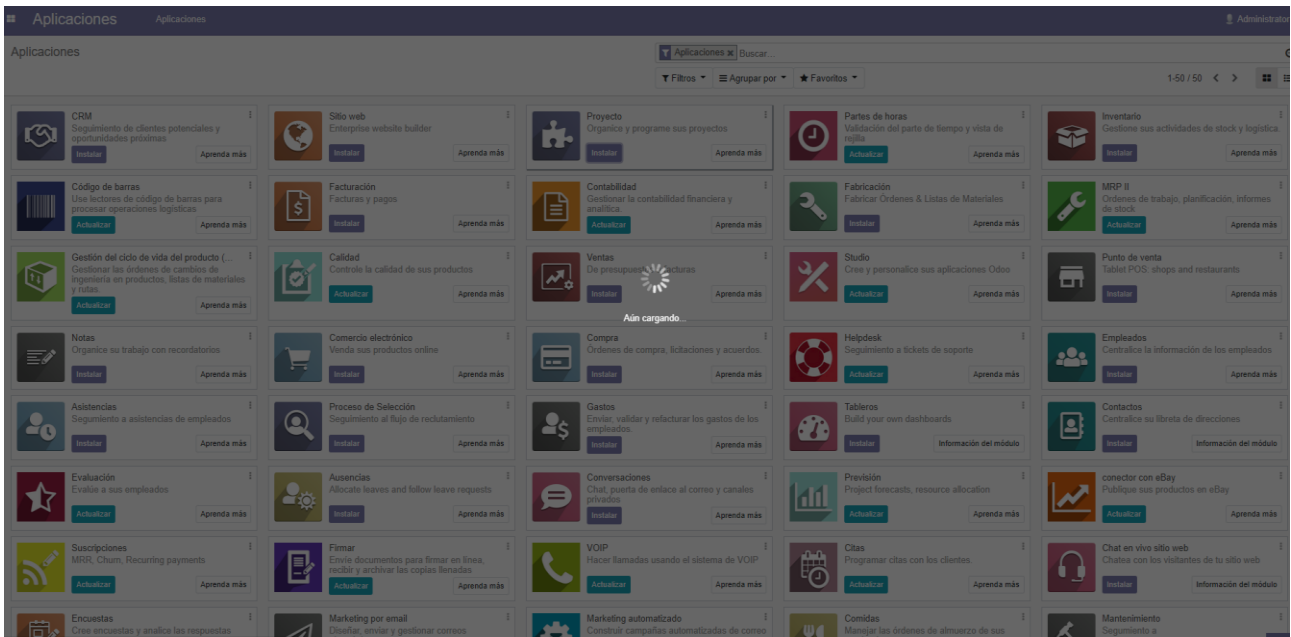 Aplicaciones Aplicaciones Administrator
Aplicaciones
Aplicaciones x Buscar...
Filtros Agrupar por Favoritos 1-50 / 50
CRM
Seguimiento de clientes potenciales y
oportunidades próximas
Instalar Aprenda más
Sitio web
Enterprise website builder
Instalar Aprenda más
Proyecto
Organice y programe sus proyectos
Instalar Aprenda más
Partes de horas
Validación del parte de tiempo y vista de
rejilla
Actualizar Aprenda más
Inventario
Gestione sus actividades de stock y logística.
Instalar Aprenda más
Código de barras
Use lectores de código de barras para
procesar operaciones logísticas
Actualizar Aprenda más
Facturación
Facturas y pagos
Instalar Aprenda más
Contabilidad
Gestionar la contabilidad financiera y
analítica.
Actualizar Aprenda más
Fabricación
Fabricar Órdenes & Listas de Materiales
Instalar Aprenda más
MRP II
Ordenes de trabajo, planificación, informes
de stock
Actualizar Aprenda más
Gestión del ciclo de vida del producto (...
Gestionar las órdenes de cambios de
ingeniería en productos, listas de materiales
y rutas.
Actualizar Aprenda más
Calidad
Controle la calidad de sus productos
Actualizar Aprenda más
Ventas
De presupuestos facturas
Instalar Aprenda más
Aún cargando...
Studio
Cree y personalice sus aplicaciones Odoo
Actualizar Aprenda más
Punto de venta
Tablet POS: shops and restaurants
Instalar Aprenda más
Notas
Organice su trabajo con recordatorios
Instalar Aprenda más
Comercio electrónico
Venda sus productos online
Instalar Aprenda más
Compra
Órdenes de compra, licitaciones y acuerdos.
Instalar Aprenda más
Helpdesk
Seguimiento a tickets de soporte
Actualizar Aprenda más
Empleados
Centralice la información de los empleados
Instalar Aprenda más
Asistencias
Segumiento a asistencias de empleados
Instalar Aprenda más
Proceso de Selección
Seguimiento al flujo de reclutamiento
Instalar Aprenda más
Gastos
Enviar, validar y refacturar los gastos de los
empleados.
Instalar Aprenda más
Tableros
Build your own dashboards
Instalar Información del módulo
Contactos
Centralice su libreta de direcciones
Instalar Información del módulo
Evaluación
Evalúe a sus empleados
Actualizar Aprenda más
Ausencias
Allocate leaves and follow leave requests
Instalar Aprenda más
Conversaciones
Chat, puerta de enlace al correo y canales
privados
Instalar Aprenda más
Previsión
Project forecasts, resource allocation
Actualizar Aprenda más
conector con eBay
Publique sus productos en eBay
Actualizar Aprenda más
Suscripciones
MRR, Churn, Recurring payments
Actualizar Aprenda más
Firmar
Envíe documentos para firmar en línea,
recibir y archivar las copias llenadas
Actualizar Aprenda más
VOIP
Hacer llamadas usando el sistema de VOIP
Actualizar Aprenda más
Citas
Programar citas con los clientes.
Actualizar Aprenda más
Chat en vivo sitio web
Chatea con los visitantes de tu sitio web
Instalar Información del módulo
Encuestas
Cree encuestas y analice las respuestas
Marketing por email
Diseñar, enviar y gestionar correos
Marketing automatizado
Construir campañas automatizadas de correo
Comidas
Manejar las órdenes de almuerzo de sus
Mantenimiento
Seguimiento a